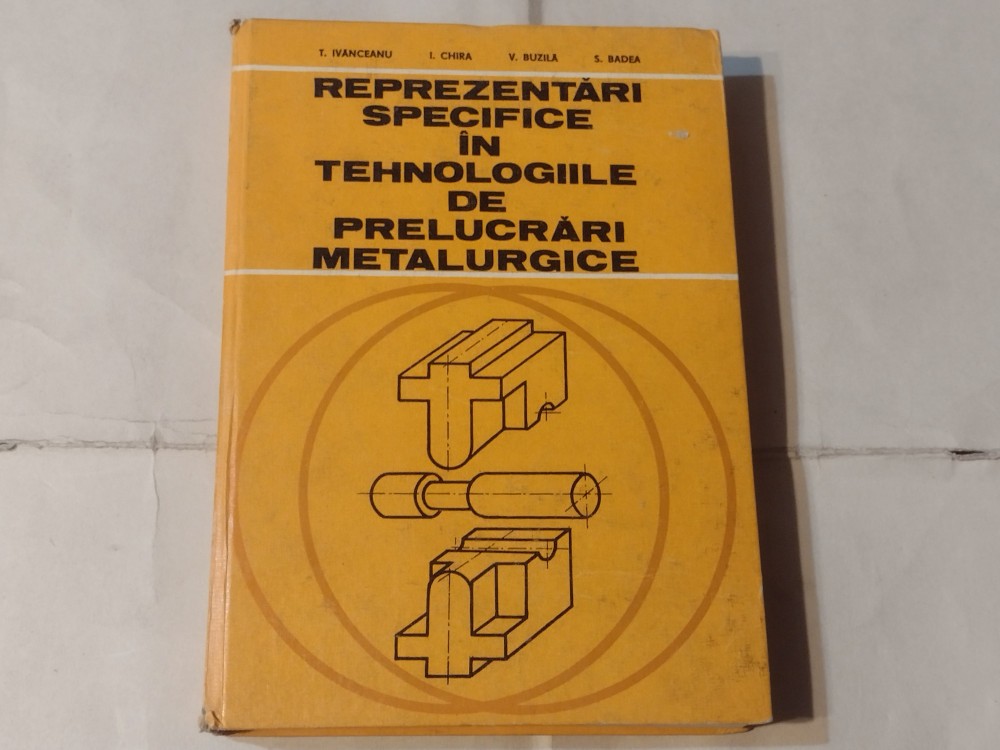 T. IVĂNCEANU I. CHIRA V. BUZILĂ S. BADEA
REPREZENTĂRI
SPECIFICE
ÎN
TEHNOLOGIILE
DE
PRELUCRĂRI
METALURGICE